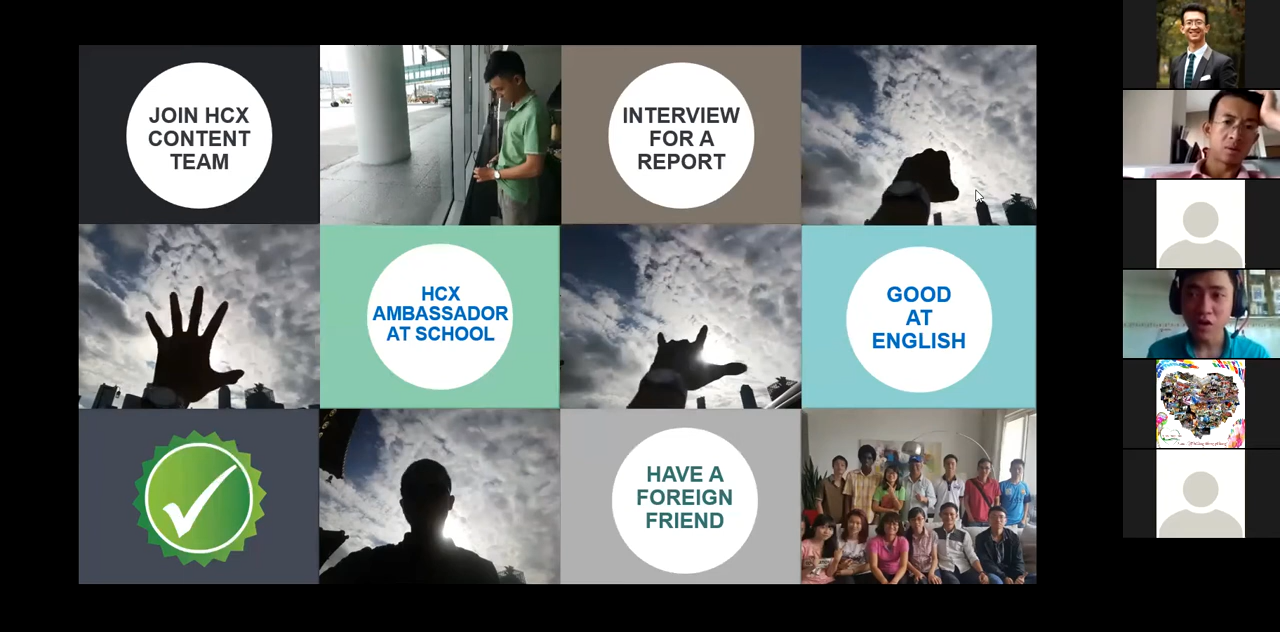 JOIN HCX
CONTENT
TEAM
INTERVIEW
FOR A
REPORT
HCX
AMBASSADOR
AT SCHOOL
GOOD
AT
ENGLISH
HAVE A
FOREIGN
FRIEND